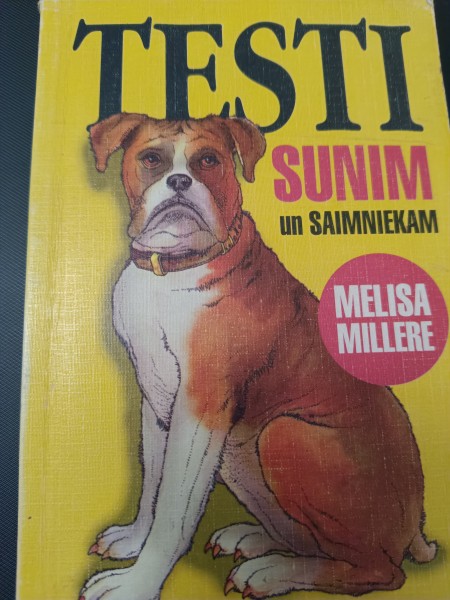 TESTI
SUNIM
un SAIMNIEKAM
MELISA
MILLERE